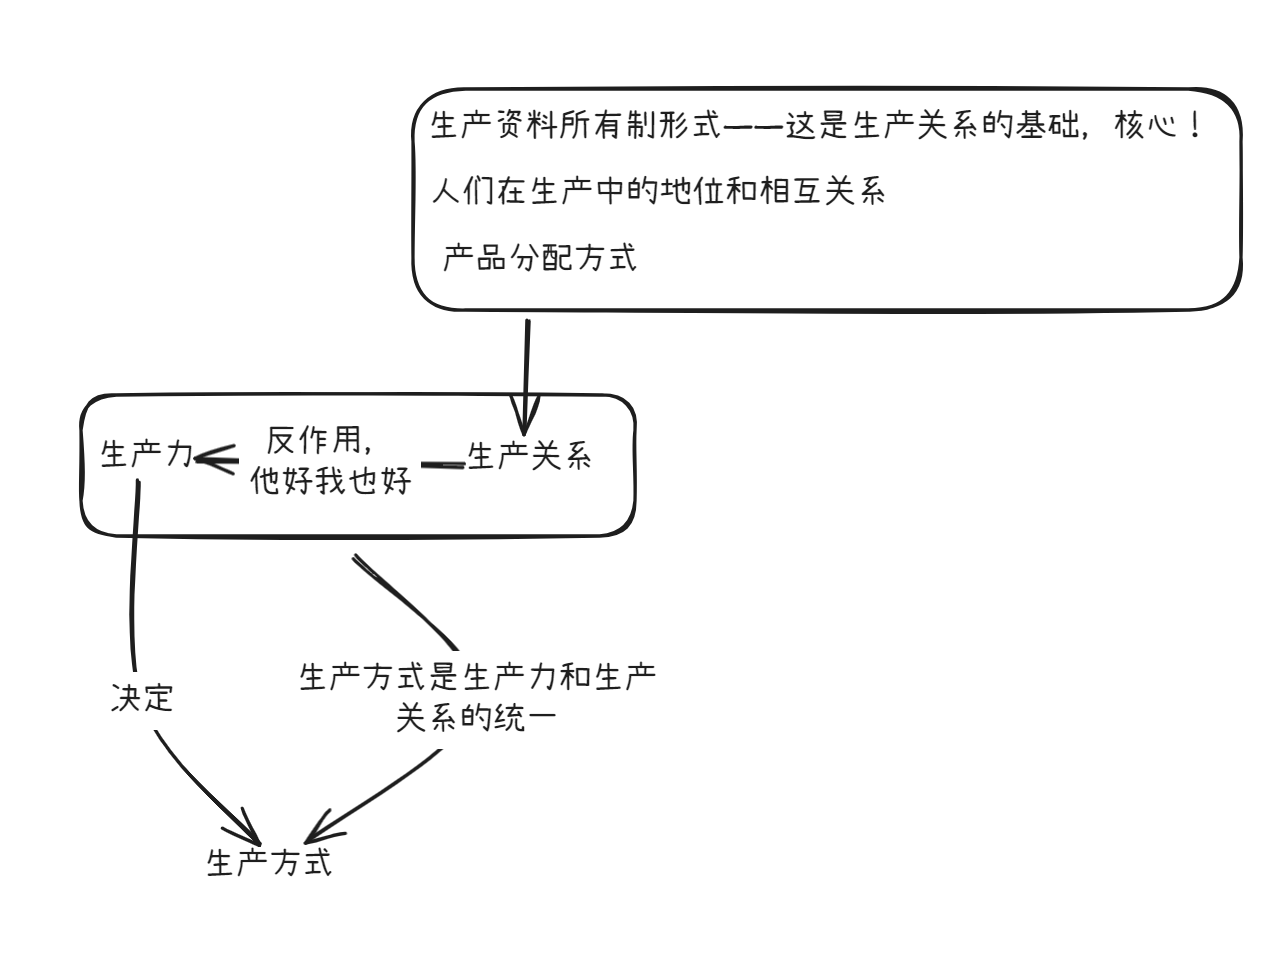 生产资料所有制形式——这是生产关系的基础，核心！
人们在生产中的地位和相互关系
产品分配方式
生产力
反作用，
他好我也好
生产关系
决定
生产方式是生产力和生产
关系的统一
生产方式